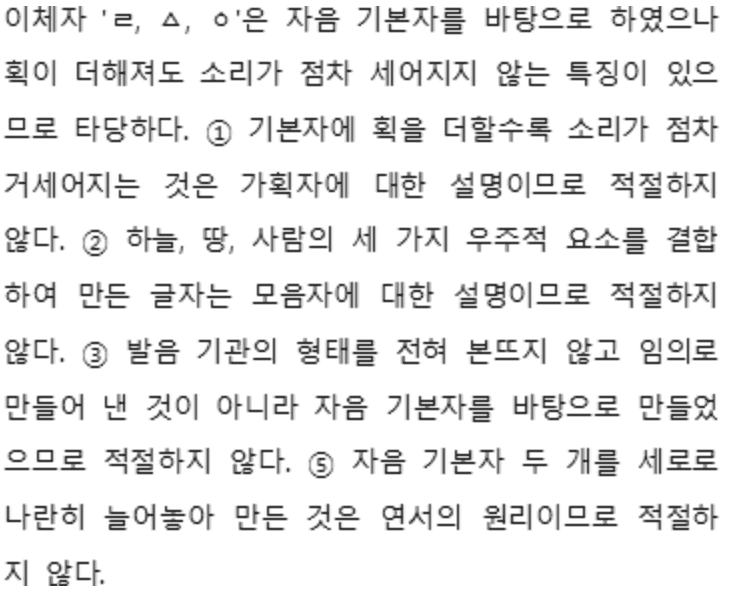 이체자 'ㄹ, ㅿ, ㆁ'은 자음 기본자를 바탕으로 하였으나
획이 더해져도 소리가 점차 세어지지 않는 특징이 있으
므로 타당하다. ① 기본자에 획을 더할수록 소리가 점차
거세어지는 것은 가획자에 대한 설명이므로 적절하지
않다. ② 하늘, 땅, 사람의 세 가지 우주적 요소를 결합
하여 만든 글자는 모음자에 대한 설명이므로 적절하지
않다. ③ 발음 기관의 형태를 전혀 본뜨지 않고 임의로
만들어 낸 것이 아니라 자음 기본자를 바탕으로 만들었
으므로 적절하지 않다. ⑤ 자음 기본자 두 개를 세로로
나란히 늘어놓아 만든 것은 연서의 원리이므로 적절하
지 않다.